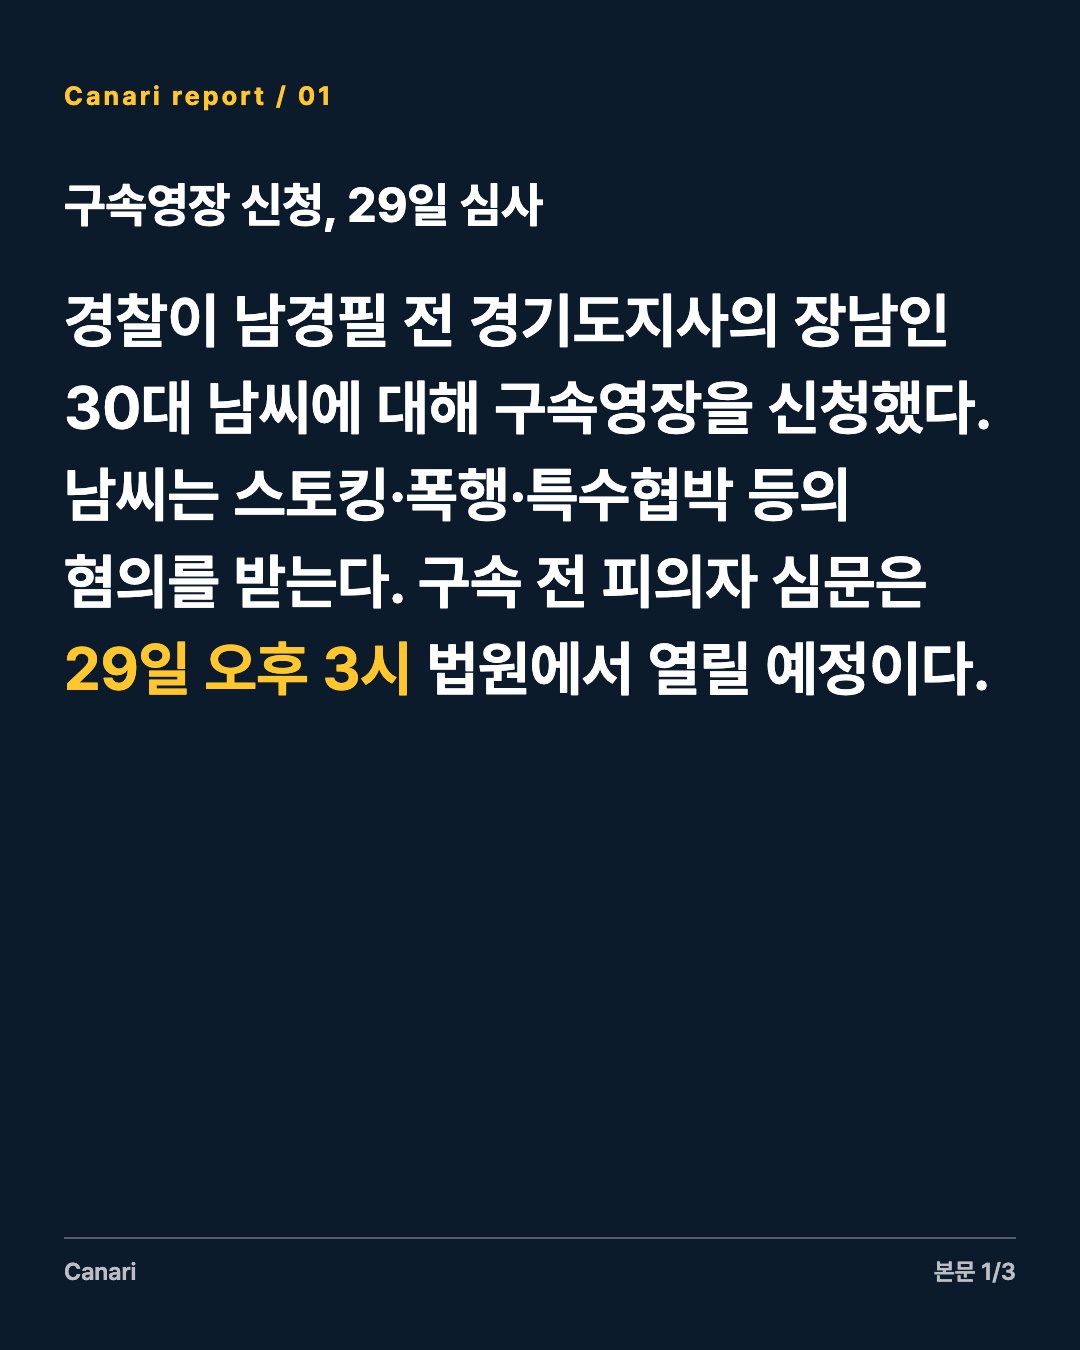 Canari report / 01
구속영장 신청, 29일 심사
경찰이 남경필 전 경기도지사의 장남인
30대 남씨에 대해 구속영장을 신청했다.
남씨는 스토킹·폭행·특수협박 등의
혐의를 받는다. 구속 전 피의자 심문은
29일 오후 3시 법원에서 열릴 예정이다.
Canari
본문 1/3